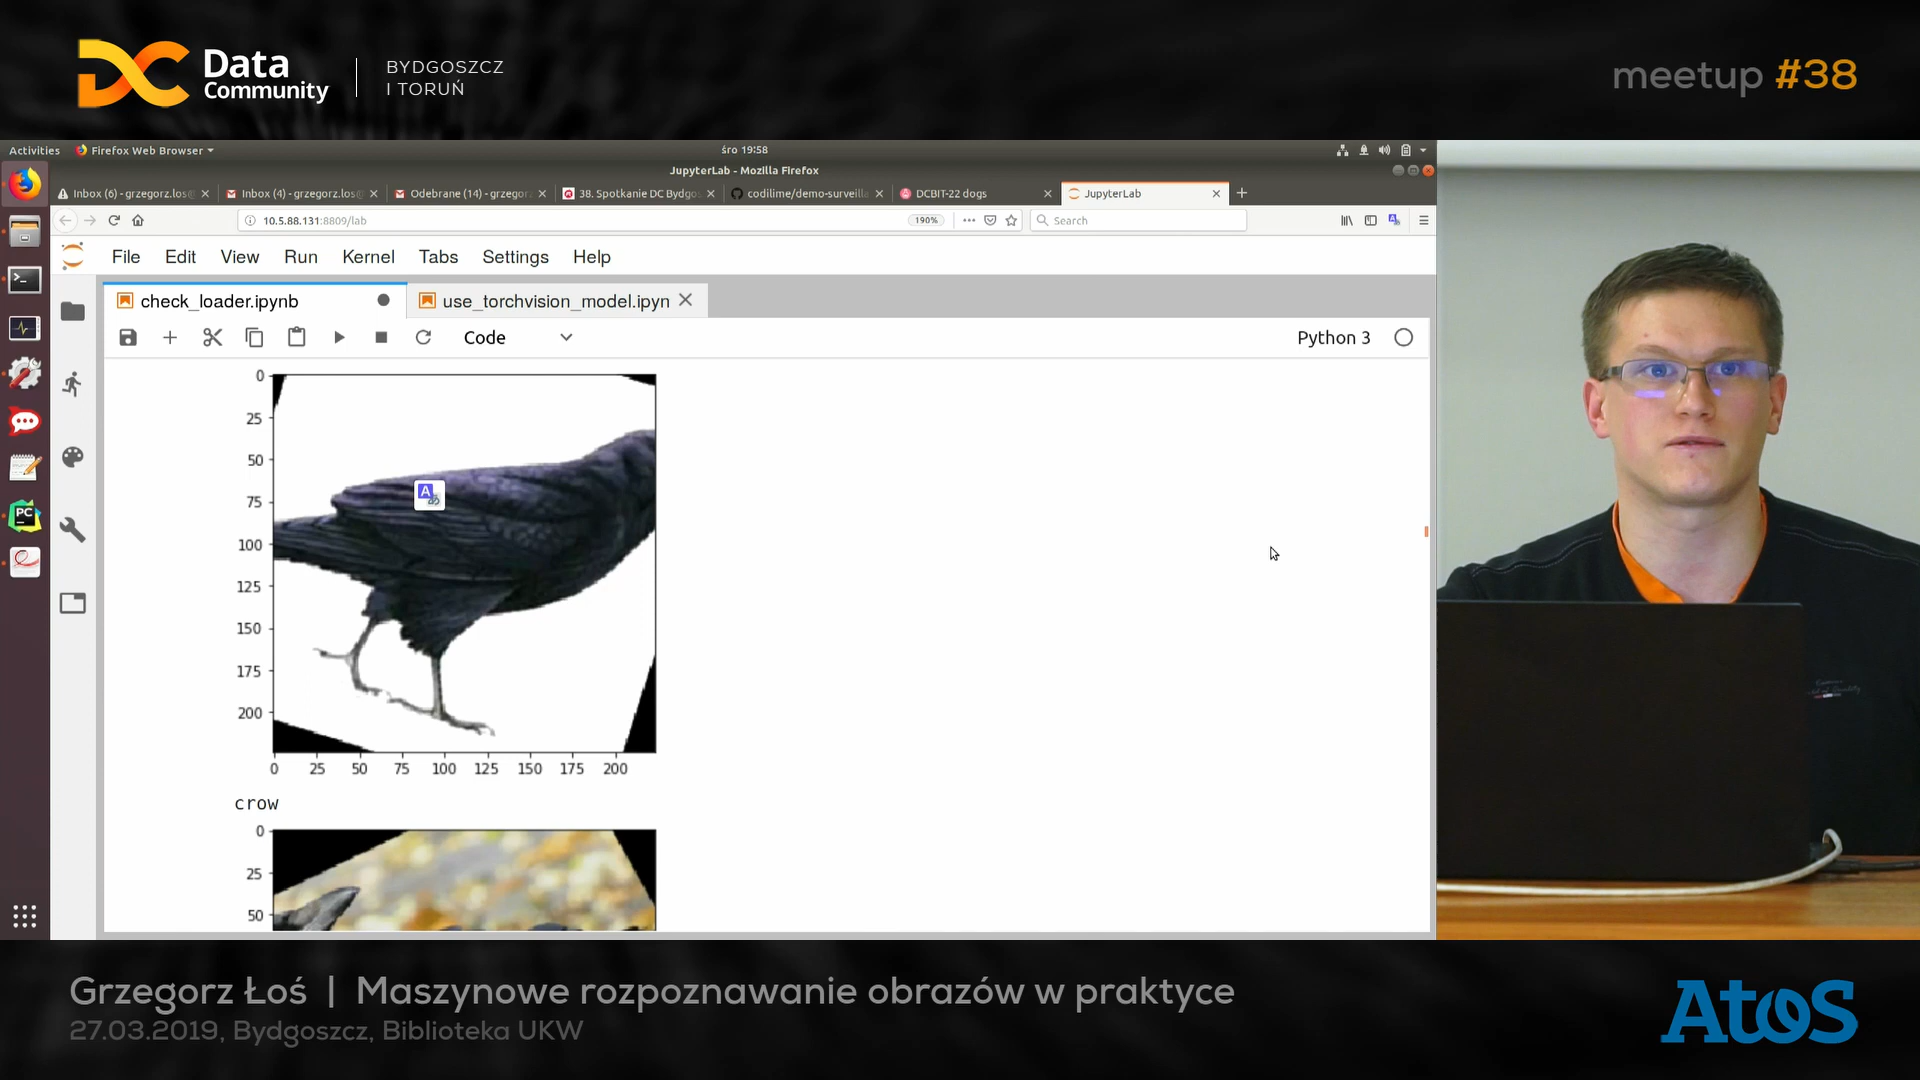 Data
Community
BYDGOSZCZ
I TORUŃ
meetup #38
Activities
Firefox Web Browser
śro 19:58
JupyterLab - Mozilla Firefox
Inbox (6) - grzegorz.los@
Inbox (4) - grzegorz.los@
Odebrane (14) - grzegorz
38. Spotkanie DC Bydgo
codilime/demo-surveilla
DCBIT-22 dogs
JupyterLab
10.5.88.131:8809/lab
190%
Search
File Edit View Run Kernel Tabs Settings Help
check_loader.ipynb
use_torchvision_model.ipyn
Code
Python 3
0
25
50
75
100
125
150
175
200
0 25 50 75 100 125 150 175 200
crow
0
25
50
Grzegorz Łoś | Maszynowe rozpoznawanie obrazów w praktyce
27.03.2019, Bydgoszcz, Biblioteka UKW
Atos